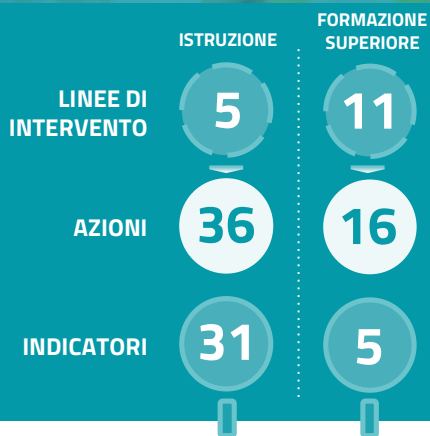 ISTRUZIONE
FORMAZIONE
SUPERIORE
LINEE DI
INTERVENTO
5
11
AZIONI
36
16
INDICATORI
31
5